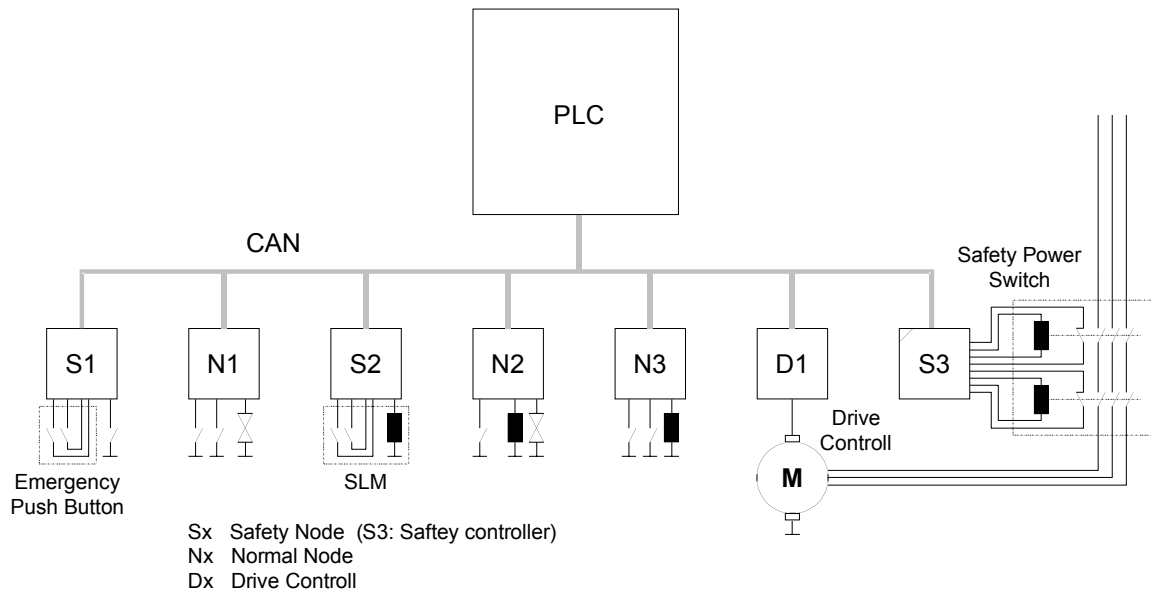 PLC
CAN
Safety Power
Switch
S1
N1
S2
N2
N3
D1
S3
Drive
Controll
M
Emergency
Push Button
SLM
Sx Safety Node (S3: Saftey controller)
Nx Normal Node
Dx Drive Controll